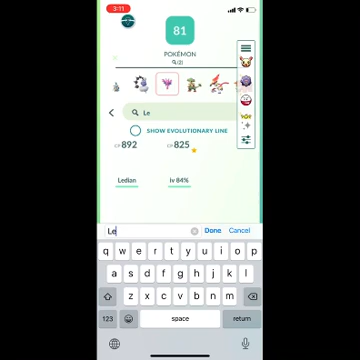 3:11
81
POKÉMON
(2)
Le
SHOW EVOLUTIONARY LINE
CP892 CP825
Ledian iv 84%
Le Done Cancel
q w e r t y u i o p
a s d f g h j k l
z x c v b n m
123 space return